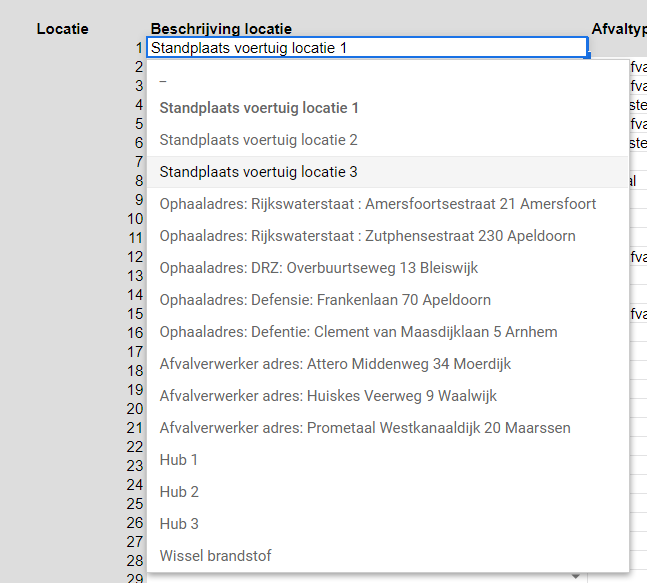 Locatie Beschrijving locatie Afvaltyp
1 Standplaats voertuig locatie 1
2
3
4
5
6
7
8
9
10
11
12
13
14
15
16
17
18
19
20
21
22
23
24
25
26
27
28
29
_
Standplaats voertuig locatie 1
Standplaats voertuig locatie 2
Standplaats voertuig locatie 3
Ophaaladres: Rijkswaterstaat : Amersfoortsestraat 21 Amersfoort
Ophaaladres: Rijkswaterstaat : Zutphensestraat 230 Apeldoorn
Ophaaladres: DRZ: Overbuurtseweg 13 Bleiswijk
Ophaaladres: Defensie: Frankenlaan 70 Apeldoorn
Ophaaladres: Defentie: Clement van Maasdijklaan 5 Arnhem
Afvalverwerker adres: Attero Middenweg 34 Moerdijk
Afvalverwerker adres: Huiskes Veerweg 9 Waalwijk
Afvalverwerker adres: Prometaal Westkanaaldijk 20 Maarssen
Hub 1
Hub 2
Hub 3
Wissel brandstof